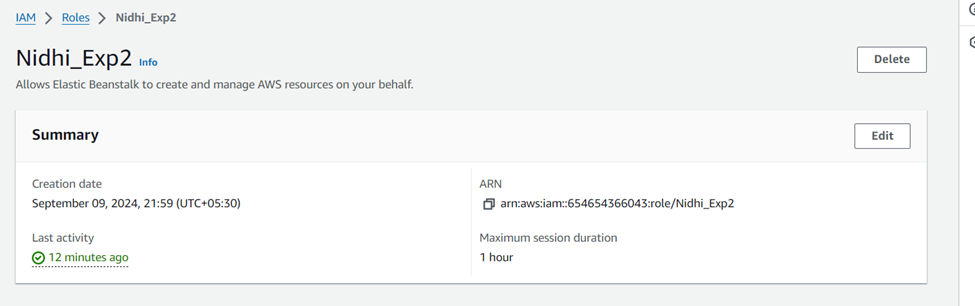 IAM > Roles > Nidhi_Exp2
Nidhi_Exp2 Info
Delete
Allows Elastic Beanstalk to create and manage AWS resources on your behalf.
Summary
Edit
Creation date
September 09, 2024, 21:59 (UTC+05:30)
ARN
arn:aws:iam::654654366043:role/Nidhi_Exp2
Last activity
12 minutes ago
Maximum session duration
1 hour